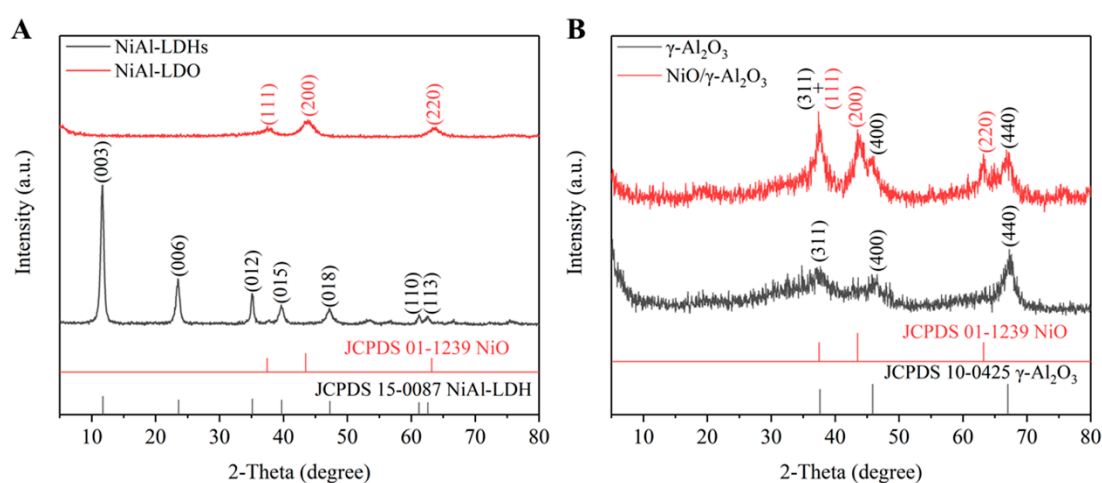 A
NiAl-LDHs
NiAl-LDO
(111)
(200)
(220)
(003)
(006)
(012)
(015)
(018)
(110)
(113)
JCPDS 01-1239 NiO
JCPDS 15-0087 NiAl-LDH
10 20 30 40 50 60 70 80
2-Theta (degree)
Intensity (a.u.)
B
γ-Al₂O₃
NiO/γ-Al₂O₃
(311)+
(111)
(200)
(400)
(220)
(440)
(311)
(400)
(440)
JCPDS 01-1239 NiO
JCPDS 10-0425 γ-Al₂O₃
10 20 30 40 50 60 70 80
2-Theta (degree)
Intensity (a.u.)